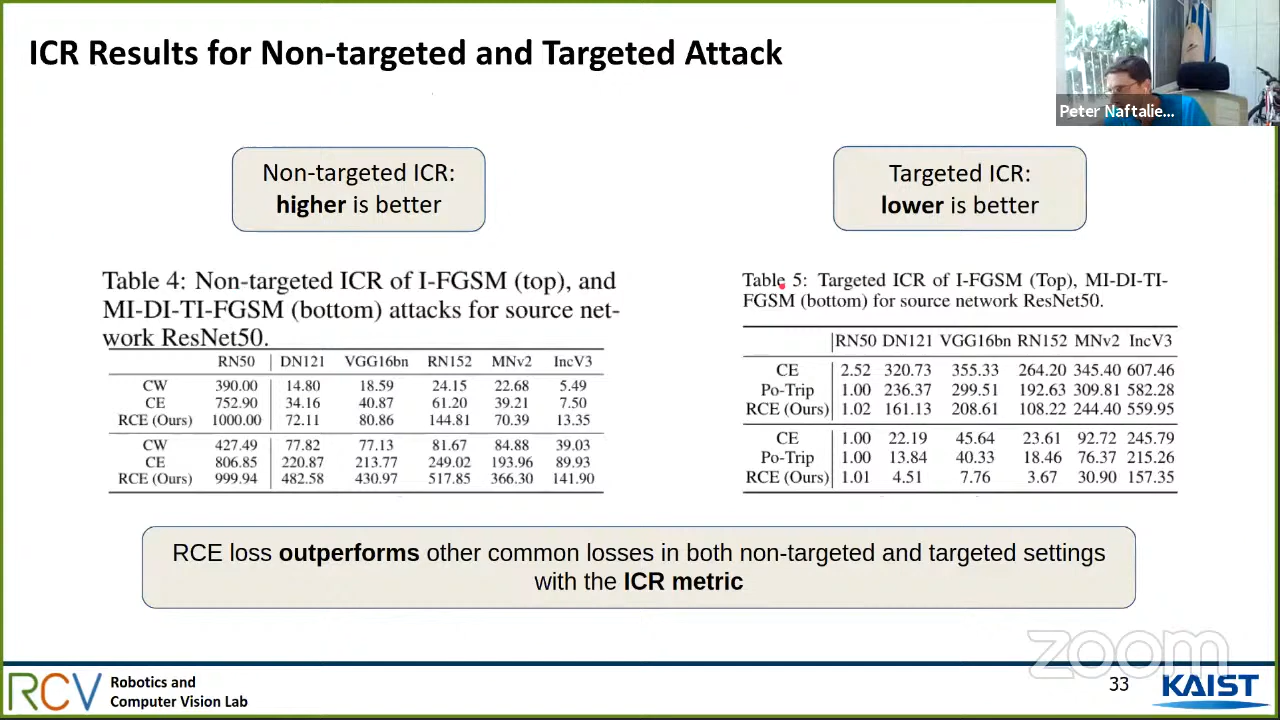 ICR Results for Non-targeted and Targeted Attack
Peter Naftalie...
Non-targeted ICR:
higher is better
Targeted ICR:
lower is better
Table 4: Non-targeted ICR of I-FGSM (top), and
MI-DI-TI-FGSM (bottom) attacks for source net-
work ResNet50.
RN50 DN121 VGG16bn RN152 MNv2 IncV3
CW 390.00 14.80 18.59 24.15 22.68 5.49
CE 752.90 34.16 40.87 61.20 39.21 7.50
RCE (Ours) 1000.00 72.11 80.86 144.81 70.39 13.35
CW 427.49 77.82 77.13 81.67 84.88 39.03
CE 806.85 220.87 213.77 249.02 193.96 89.93
RCE (Ours) 999.94 482.58 430.97 517.85 366.30 141.90
Table 5: Targeted ICR of I-FGSM (Top), MI-DI-TI-
FGSM (bottom) for source network ResNet50.
RN50 DN121 VGG16bn RN152 MNv2 IncV3
CE 2.52 320.73 355.33 264.20 345.40 607.46
Po-Trip 1.00 236.37 299.51 192.63 309.81 582.28
RCE (Ours) 1.02 161.13 208.61 108.22 244.40 559.95
CE 1.00 22.19 45.64 23.61 92.72 245.79
Po-Trip 1.00 13.84 40.33 18.46 76.37 215.26
RCE (Ours) 1.01 4.51 7.76 3.67 30.90 157.35
RCE loss outperforms other common losses in both non-targeted and targeted settings
with the ICR metric
zoom
RCV
Robotics and
Computer Vision Lab
33
KAIST